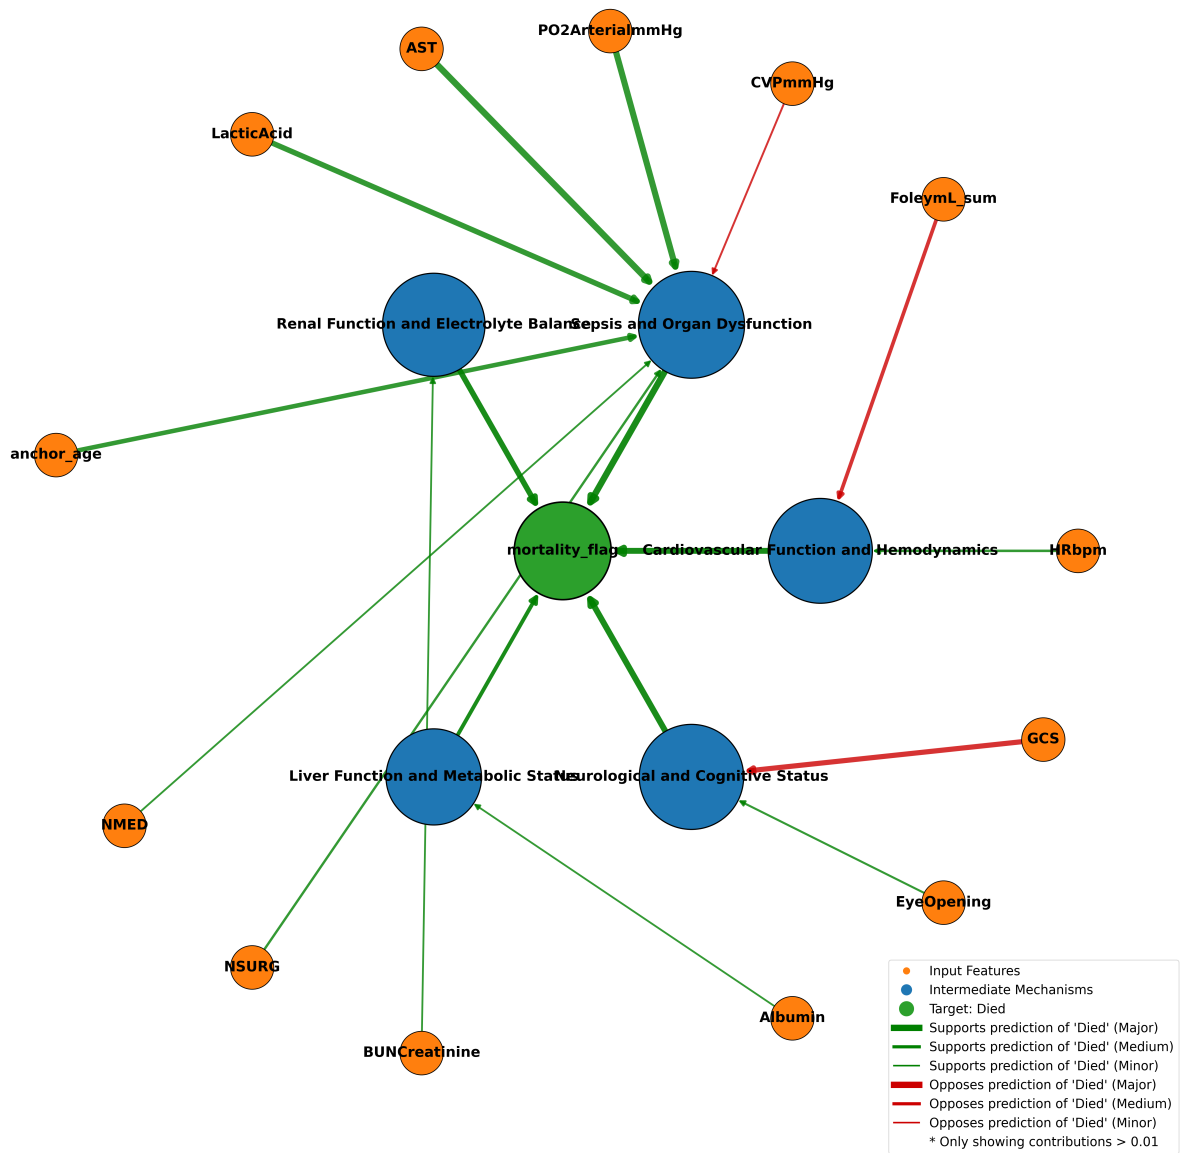 PO2ArterialmmHg
AST
CVPmmHg
LacticAcid
FoleymL_sum
Renal Function and Electrolyte Balance
Sepsis and Organ Dysfunction
anchor_age
mortality_flag
Cardiovascular Function and Hemodynamics
HRbpm
GCS
Liver Function and Metabolic Status
Neurological and Cognitive Status
NMED
EyeOpening
NSURG
Albumin
BUNCreatinine
Input Features
Intermediate Mechanisms
Target: Died
Supports prediction of 'Died' (Major)
Supports prediction of 'Died' (Medium)
Supports prediction of 'Died' (Minor)
Opposes prediction of 'Died' (Major)
Opposes prediction of 'Died' (Medium)
Opposes prediction of 'Died' (Minor)
* Only showing contributions > 0.01